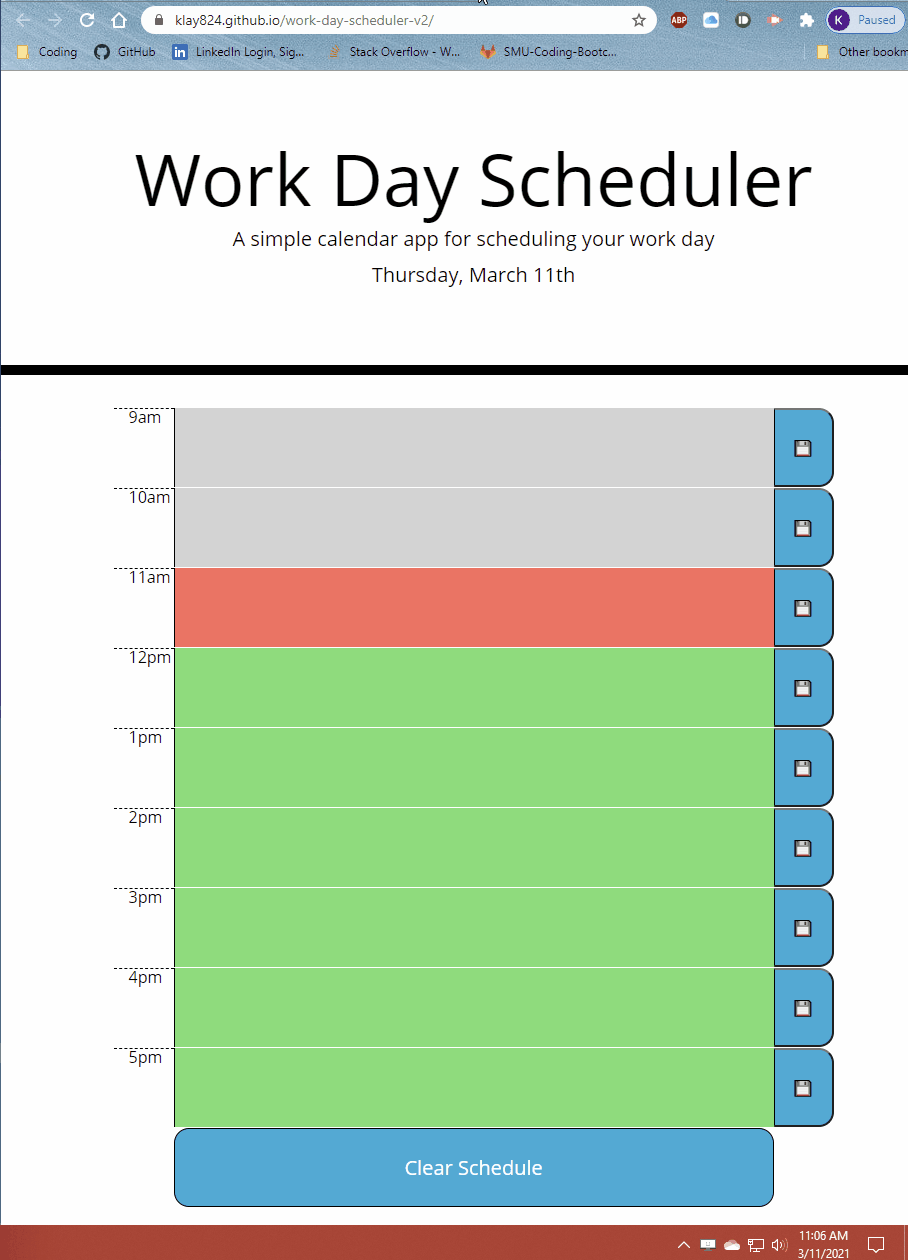 klay824.github.io/work-day-scheduler-v2/
ABP
K Paused
Coding GitHub in LinkedIn Login, Sig... Stack Overflow - W... SMU-Coding-Bootc... Other bookm
Work Day Scheduler
A simple calendar app for scheduling your work day
Thursday, March 11th
9am
10am
11am
12pm
1pm
2pm
3pm
4pm
5pm
Clear Schedule
11:06 AM
3/11/2021